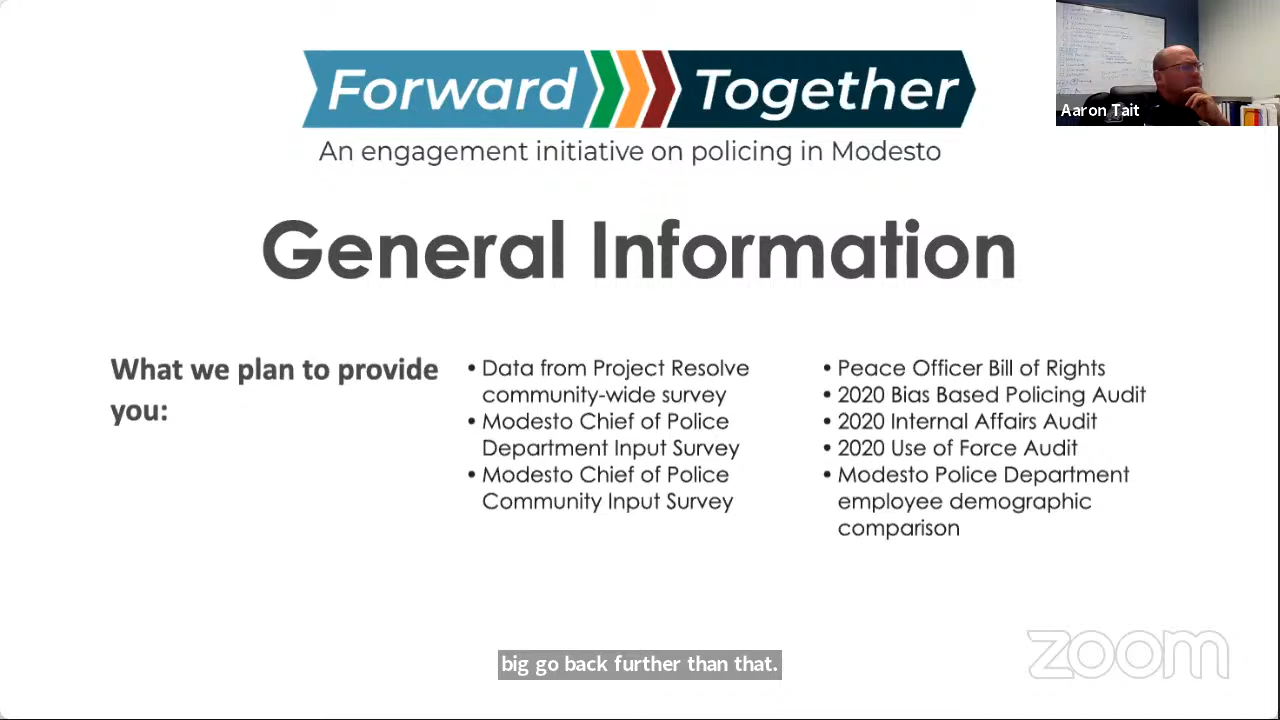 Forward Together
An engagement initiative on policing in Modesto
Aaron Tait
General Information
What we plan to provide
you:
• Data from Project Resolve
community-wide survey
• Modesto Chief of Police
Department Input Survey
• Modesto Chief of Police
Community Input Survey
• Peace Officer Bill of Rights
• 2020 Bias Based Policing Audit
• 2020 Internal Affairs Audit
• 2020 Use of Force Audit
• Modesto Police Department
employee demographic
comparison
big go back further than that.
zoom